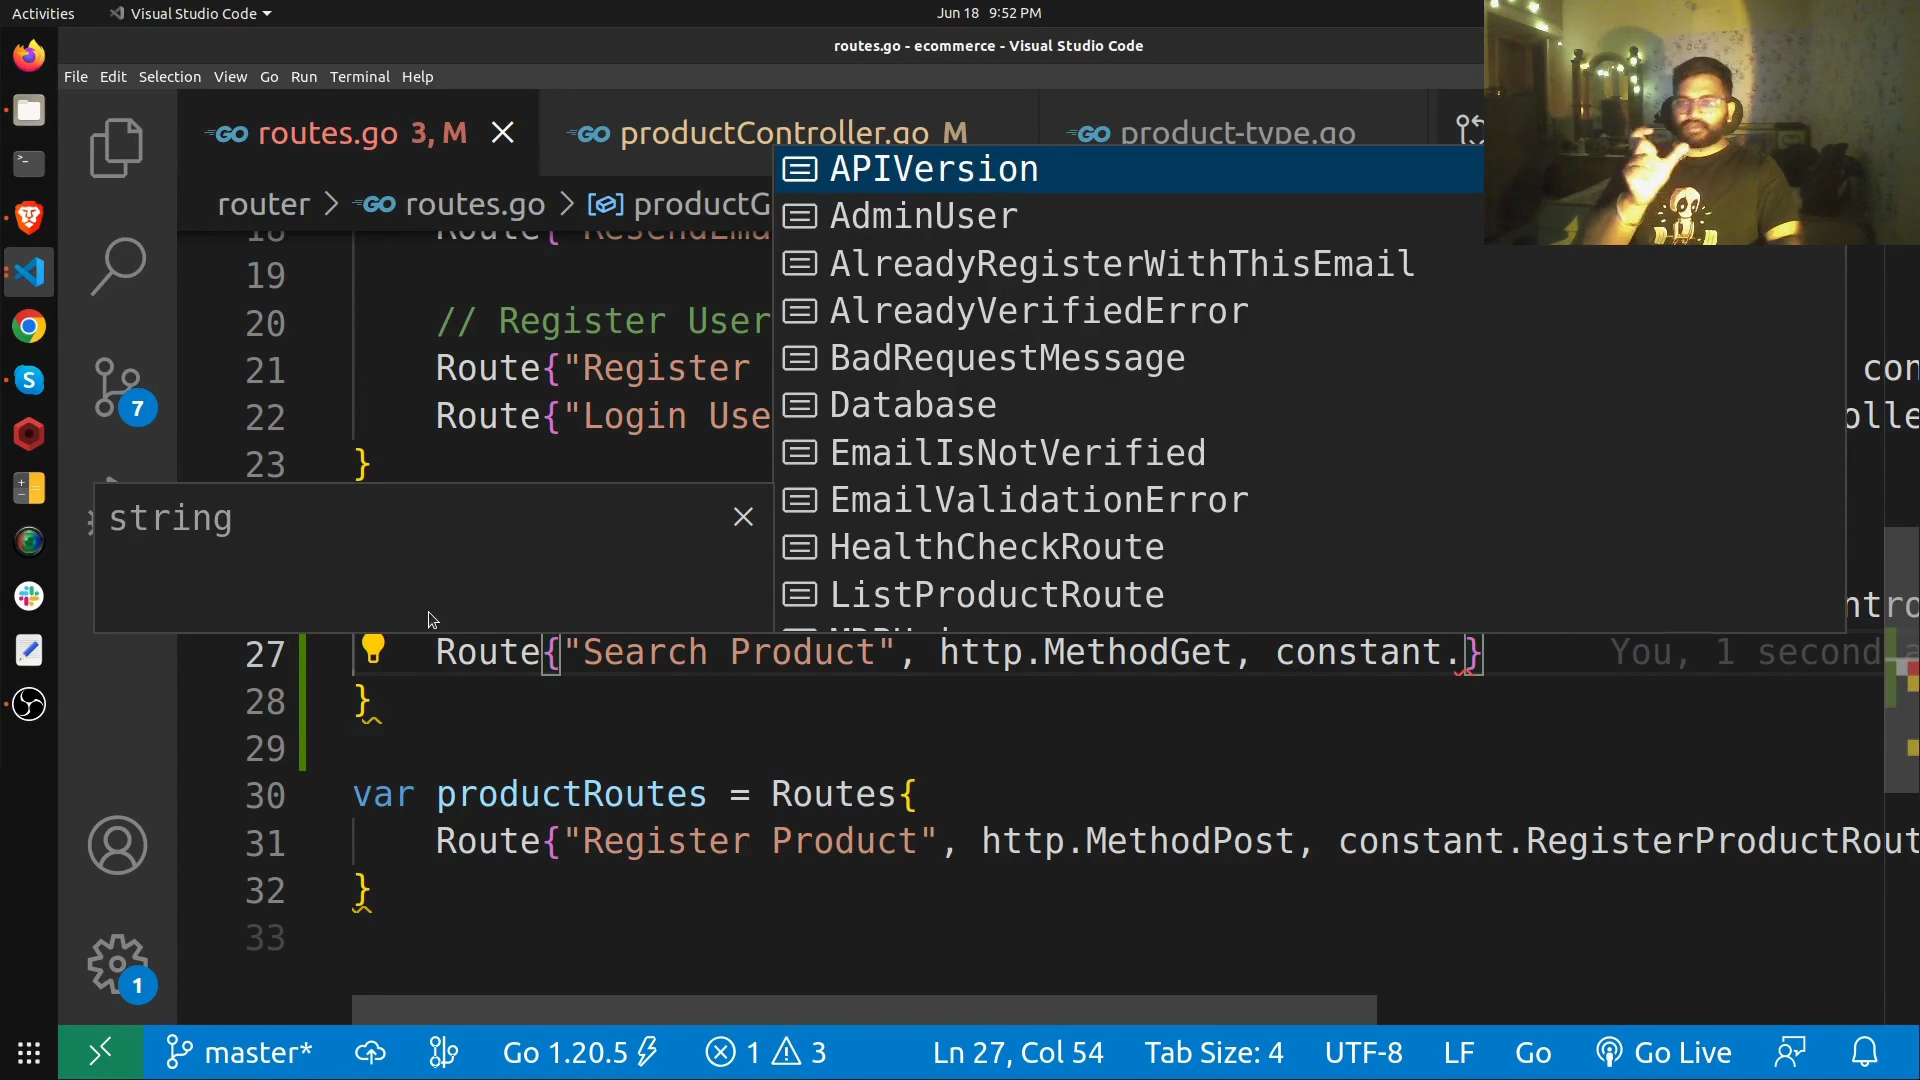 Activities
Visual Studio Code
Jun 18 9:52 PM
routes.go - ecommerce - Visual Studio Code
File Edit Selection View Go Run Terminal Help
routes.go 3, M
productController.go M
product-type.go
router > routes.go > productG
APIVersion
AdminUser
AlreadyRegisterWithThisEmail
AlreadyVerifiedError
BadRequestMessage
Database
EmailIsNotVerified
EmailValidationError
HealthCheckRoute
ListProductRoute
18
19
20 // Register User
21 Route{"Register
22 Route{"Login Use
23 }
string
27 Route{"Search Product", http.MethodGet, constant.} You, 1 second a
28 }
29
30 var productRoutes = Routes{
31 Route{"Register Product", http.MethodPost, constant.RegisterProductRout
32 }
33
7
1
master*
Go 1.20.5
1 3
Ln 27, Col 54
Tab Size: 4
UTF-8
LF
Go
Go Live